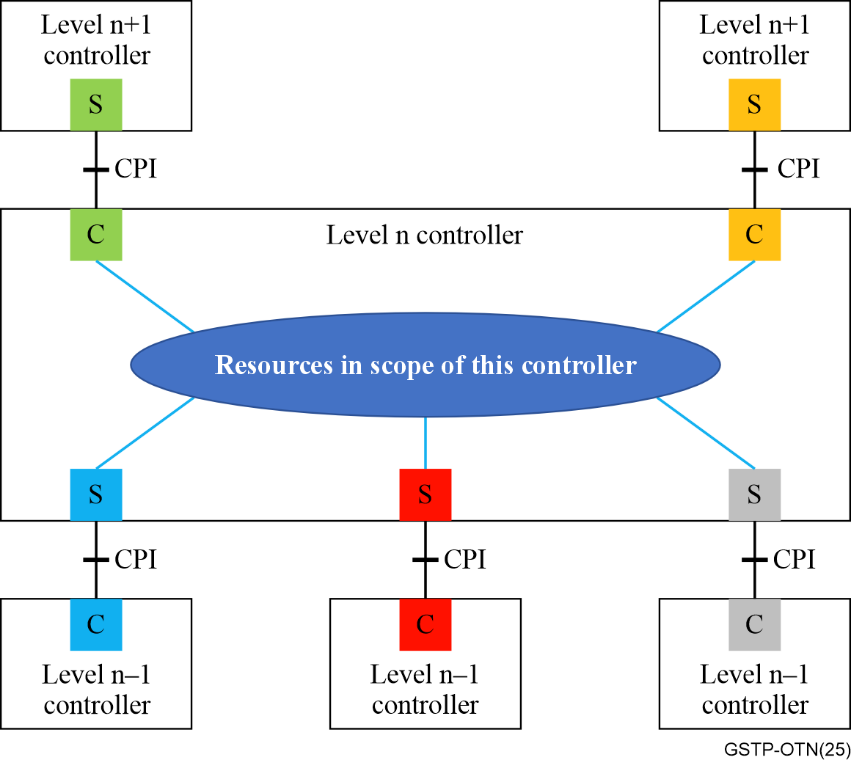 Level n+1
controller
S
CPI
C
Level n+1
controller
S
CPI
C
Level n controller
Resources in scope of this controller
S
CPI
C
Level n–1
controller
S
CPI
C
Level n–1
controller
S
CPI
C
Level n–1
controller
GSTP-OTN(25)